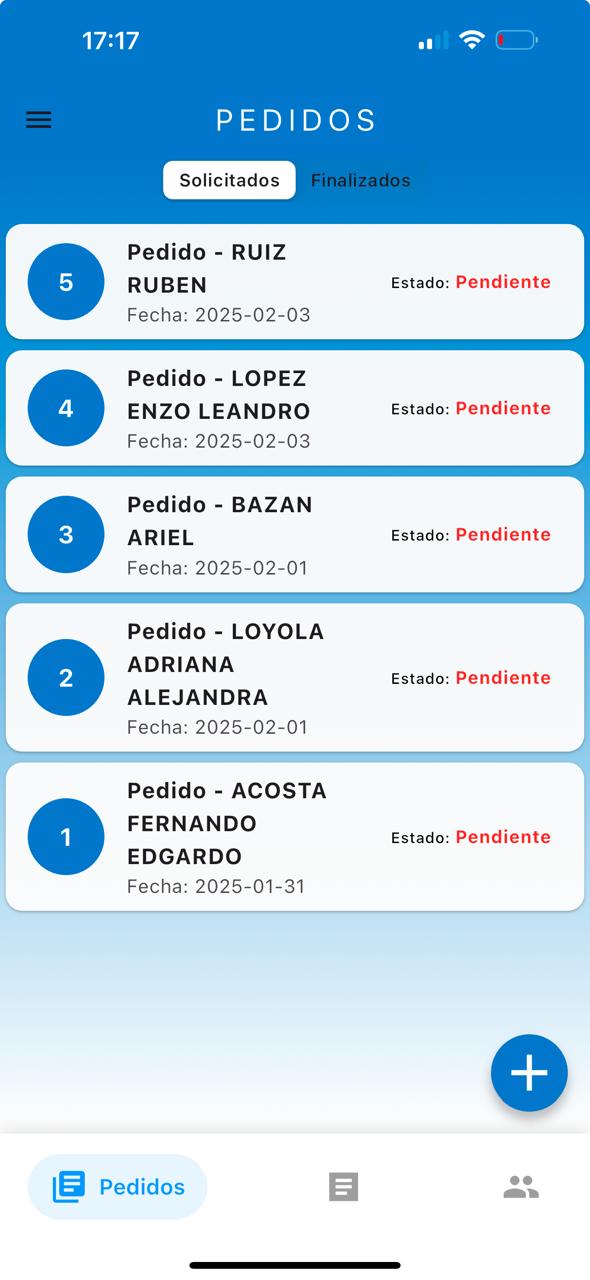 17:17
PEDIDOS
Solicitados Finalizados
5
Pedido - RUIZ
RUBEN
Fecha: 2025-02-03
Estado: Pendiente
4
Pedido - LOPEZ
ENZO LEANDRO
Fecha: 2025-02-03
Estado: Pendiente
3
Pedido - BAZAN
ARIEL
Fecha: 2025-02-01
Estado: Pendiente
2
Pedido - LOYOLA
ADRIANA
ALEJANDRA
Fecha: 2025-02-01
Estado: Pendiente
1
Pedido - ACOSTA
FERNANDO
EDGARDO
Fecha: 2025-01-31
Estado: Pendiente
Pedidos